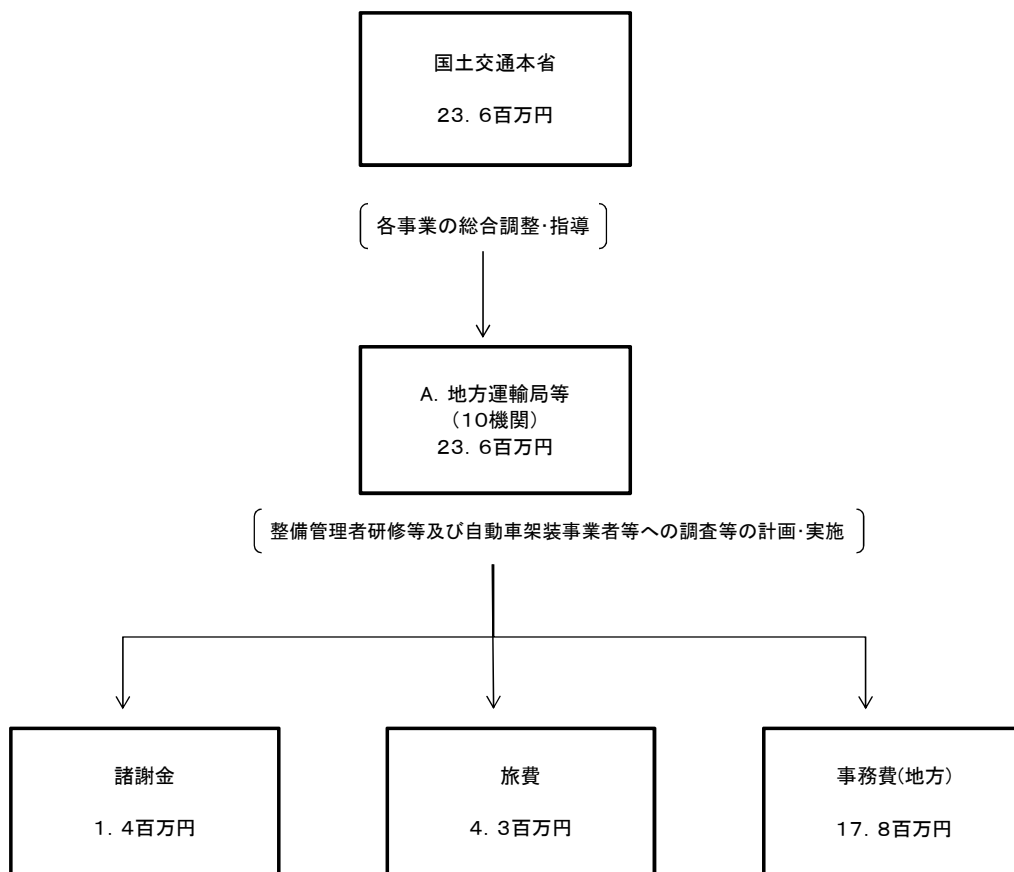 国土交通本省
23．6百万円
各事業の総合調整・指導
A．地方運輸局等
（10機関）
23．6百万円
整備管理者研修等及び自動車架装事業者等への調査等の計画・実施
諸謝金
1．4百万円
旅費
4．3百万円
事務費(地方)
17．8百万円